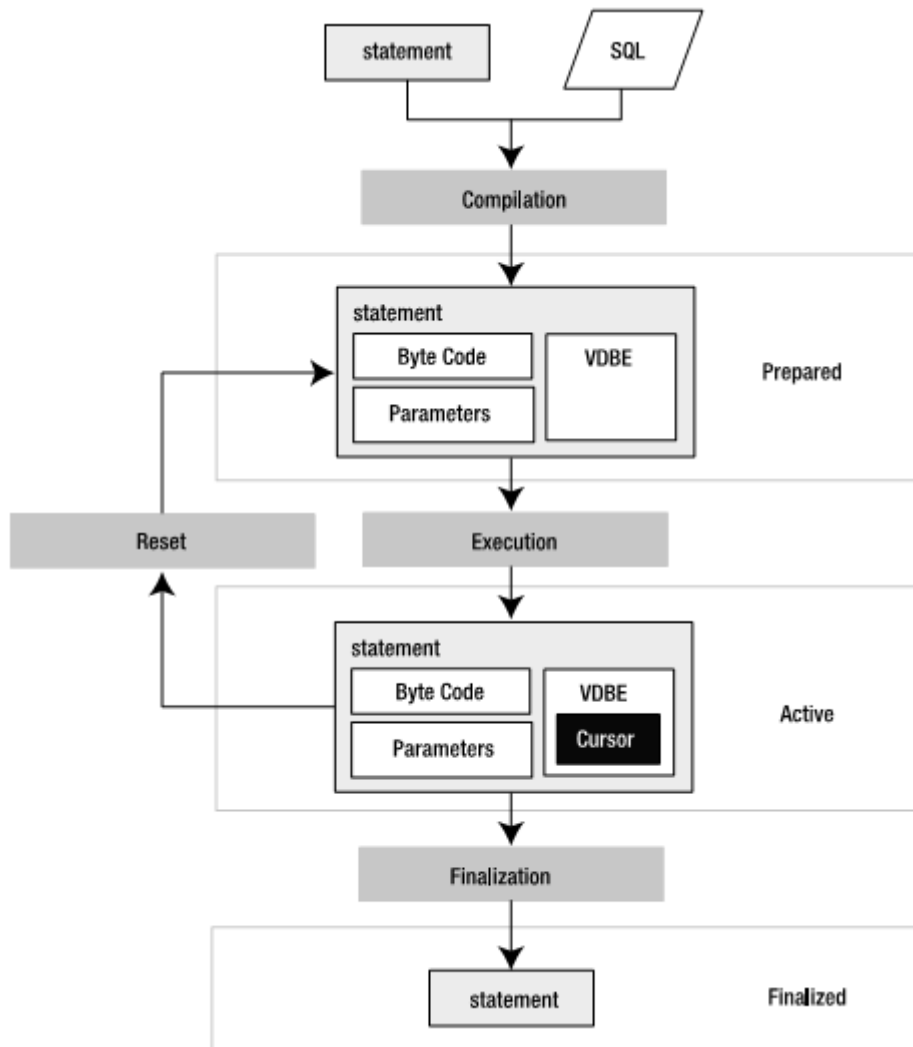 statement
SQL
Compilation
statement
Byte Code
VDBE
Prepared
Parameters
Reset
Execution
statement
Byte Code
VDBE
Active
Parameters
Cursor
Finalization
statement
Finalized